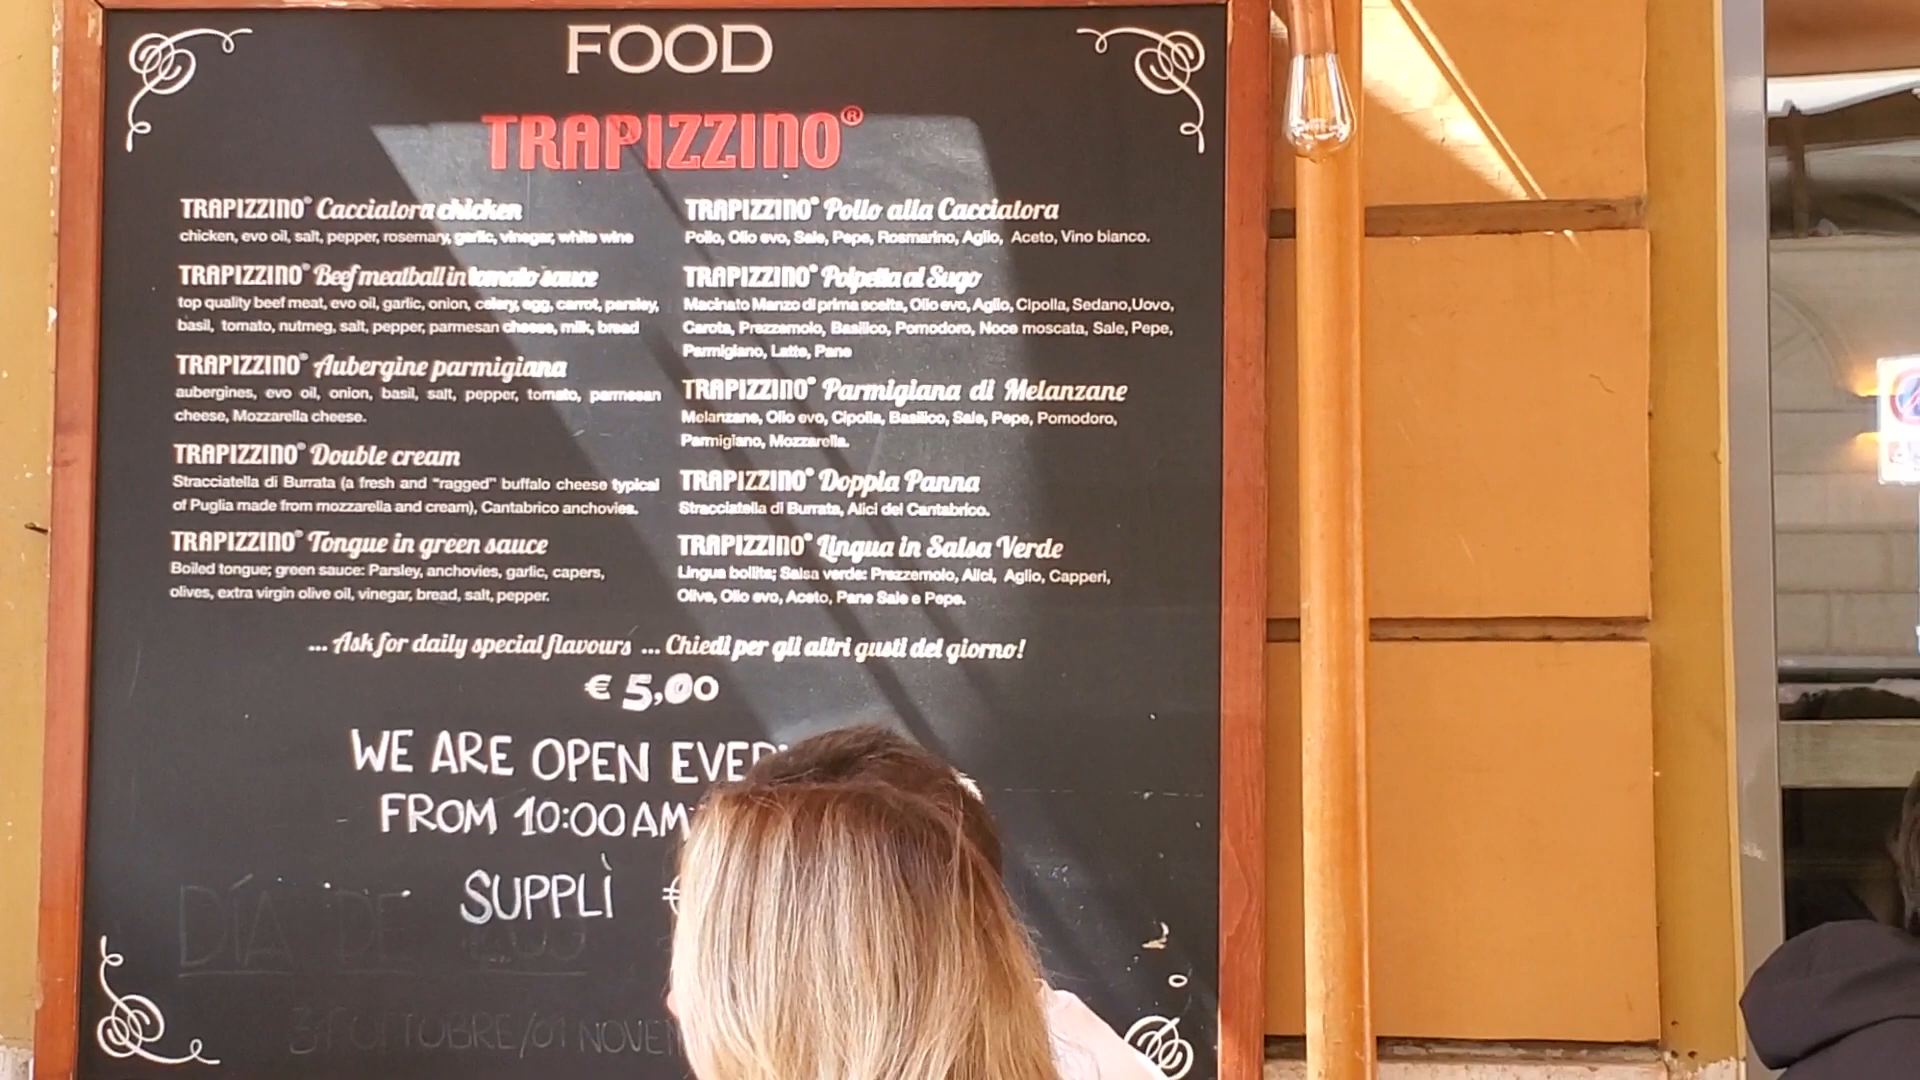 FOOD
TRAPIZZINO®
TRAPIZZINO® Cacciatora chicken
chicken, evo oil, salt, pepper, rosemary, garlic, vinegar, white wine
TRAPIZZINO® Beef meatball in tomato sauce
top quality beef meat, evo oil, garlic, onion, celery, egg, carrot, parsley,
basil, tomato, nutmeg, salt, pepper, parmesan cheese, milk, bread
TRAPIZZINO® Aubergine parmigiana
aubergines, evo oil, onion, basil, salt, pepper, tomato, parmesan
cheese, Mozzarella cheese.
TRAPIZZINO® Double cream
Stracciatella di Burrata (a fresh and "ragged" buffalo cheese typical
of Puglia made from mozzarella and cream), Cantabrico anchovies.
TRAPIZZINO® Tongue in green sauce
Boiled tongue; green sauce: Parsley, anchovies, garlic, capers,
olives, extra virgin olive oil, vinegar, bread, salt, pepper.
TRAPIZZINO® Pollo alla Cacciatora
Pollo, Olio evo, Sale, Pepe, Rosmarino, Aglio, Aceto, Vino bianco.
TRAPIZZINO® Polpetta al Sugo
Macinato Manzo di prima scelta, Olio evo, Aglio, Cipolla, Sedano,Uovo,
Carota, Prezzemolo, Basilico, Pomodoro, Noce moscata, Sale, Pepe,
Parmigiano, Latte, Pane
TRAPIZZINO® Parmigiana di Melanzane
Melanzane, Olio evo, Cipolla, Basilico, Sale, Pepe, Pomodoro,
Parmigiano, Mozzarella.
TRAPIZZINO® Doppia Panna
Stracciatella di Burrata, Alici del Cantabrico.
TRAPIZZINO® Lingua in Salsa Verde
Lingua bollita; Salsa verde: Prezzemolo, Alici, Aglio, Capperi,
Olive, Olio evo, Aceto, Pane Sale e Pepe.
... Ask for daily special flavours ... Chiedi per gli altri gusti del giorno!
€ 5,00
WE ARE OPEN
FROM 10:00 AM
SUPPLÌ €
DÍA DE